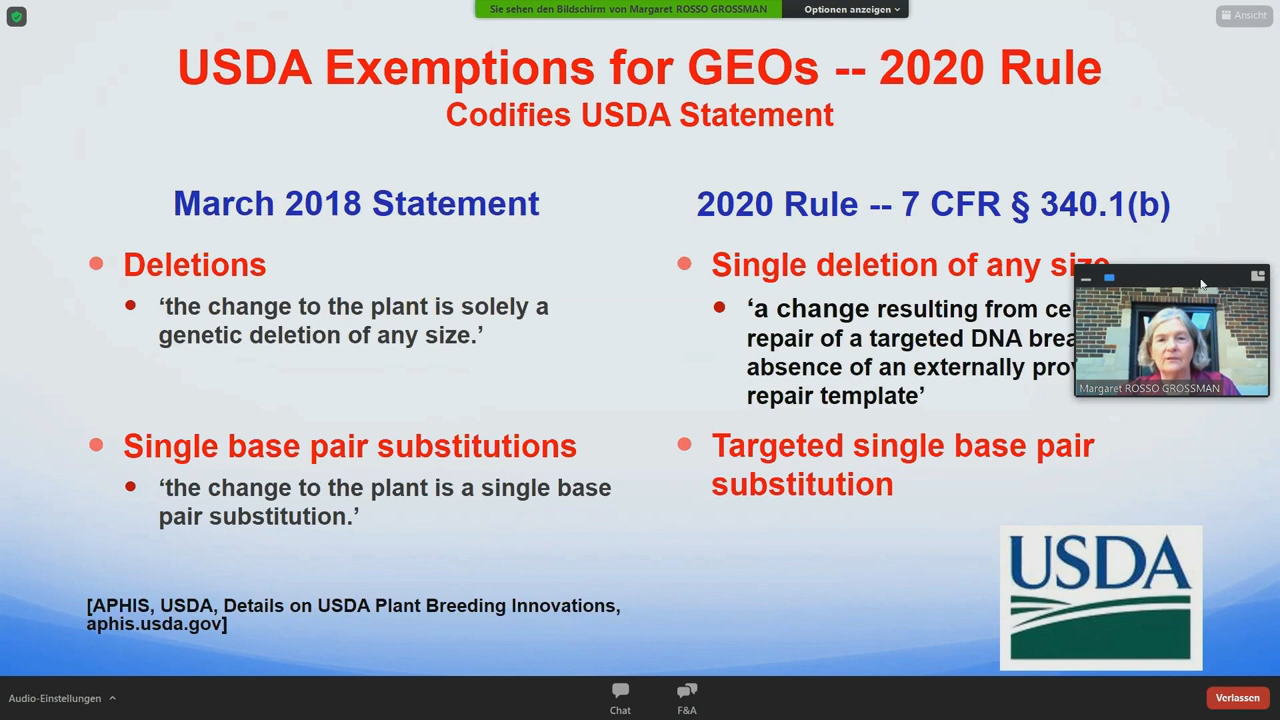 Sie sehen den Bildschirm von Margaret ROSSO GROSSMAN
Optionen anzeigen
Ansicht
USDA Exemptions for GEOs -- 2020 Rule
Codifies USDA Statement
March 2018 Statement
• Deletions
• ‘the change to the plant is solely a
genetic deletion of any size.’
• Single base pair substitutions
• ‘the change to the plant is a single base
pair substitution.’
[APHIS, USDA, Details on USDA Plant Breeding Innovations,
aphis.usda.gov]
2020 Rule -- 7 CFR § 340.1(b)
• Single deletion of any size
• ‘a change resulting from
repair of a targeted DNA
absence of an externally
repair template’
• Targeted single base pair
substitution
Margaret ROSSO GROSSMAN
USDA
Audio-Einstellungen
Chat
F&A
Verlassen